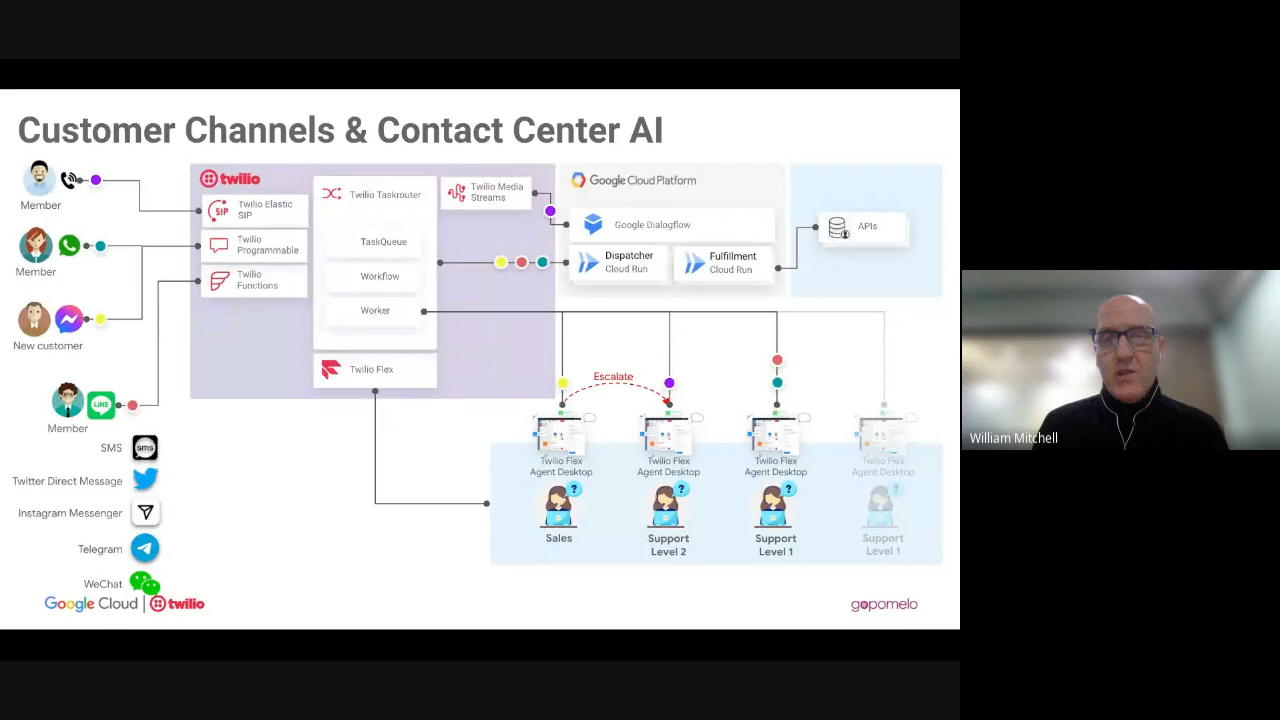 Customer Channels & Contact Center AI
Member
Member
New customer
Member
LINE
SMS
sms
Twitter Direct Message
Instagram Messenger
Telegram
WeChat
twilio
SIP
Twilio Elastic
SIP
Twilio
Programmable
Twilio
Functions
Twilio Taskrouter
TaskQueue
Workflow
Worker
Twilio Flex
Twilio Media
Streams
Google Cloud Platform
Google Dialogflow
Dispatcher
Cloud Run
Fulfillment
Cloud Run
APIs
Escalate
Twilio Flex
Agent Desktop
?
Sales
Twilio Flex
Agent Desktop
?
Support
Level 2
Twilio Flex
Agent Desktop
?
Support
Level 1
Twilio Flex
Agent Desktop
?
Support
Level 1
Google Cloud
twilio
gopomelo
William Mitchell